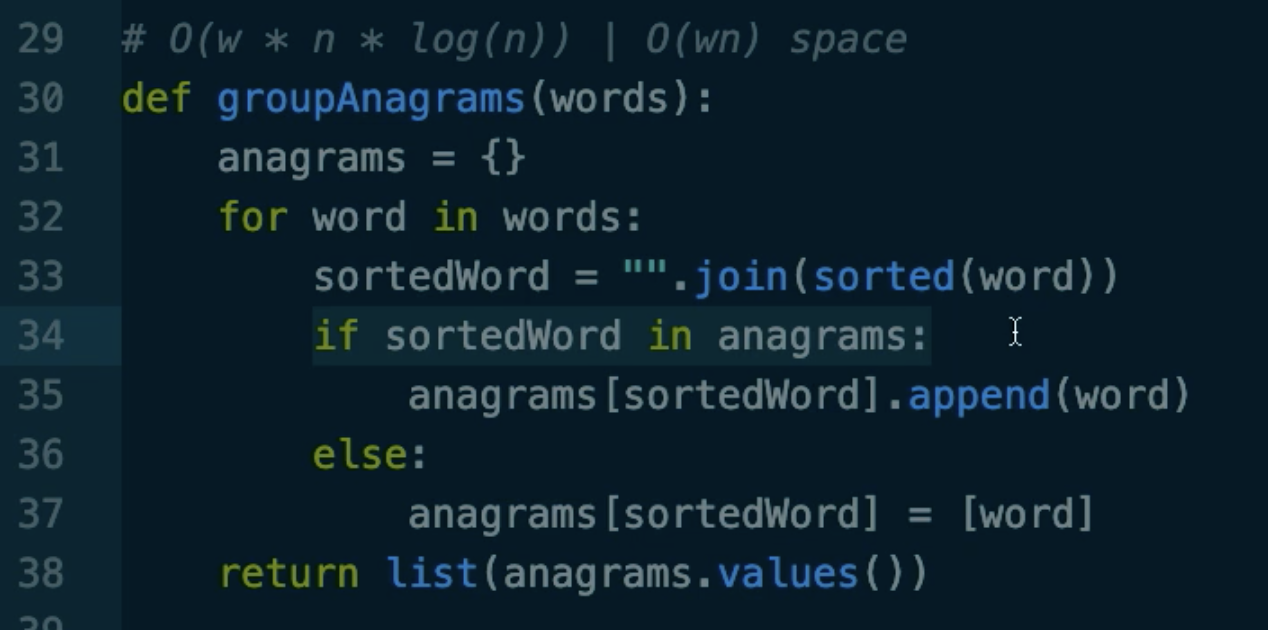 29 # O(w * n * log(n)) | O(wn) space
30 def groupAnagrams(words):
31     anagrams = {}
32     for word in words:
33         sortedWord = "".join(sorted(word))
34         if sortedWord in anagrams:
35             anagrams[sortedWord].append(word)
36         else:
37             anagrams[sortedWord] = [word]
38     return list(anagrams.values())
39